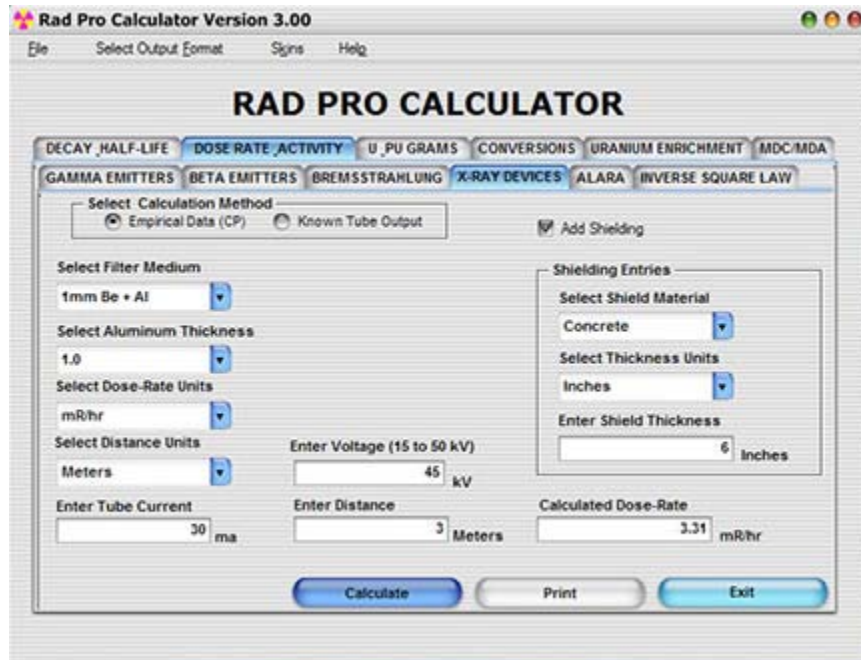 Rad Pro Calculator Version 3.00
File Select Output Format Skins Help
RAD PRO CALCULATOR
DECAY ,HALF-LIFE DOSE RATE ,ACTIVITY U ,PU GRAMS CONVERSIONS URANIUM ENRICHMENT MDC/MDA
GAMMA EMITTERS BETA EMITTERS BREMSSTRAHLUNG X-RAY DEVICES ALARA INVERSE SQUARE LAW
Select Calculation Method
Empirical Data (CP) Known Tube Output
Add Shielding
Select Filter Medium
1mm Be + Al
Select Aluminum Thickness
1.0
Select Dose-Rate Units
mR/hr
Select Distance Units
Meters
Shielding Entries
Select Shield Material
Concrete
Select Thickness Units
Inches
Enter Shield Thickness
6 Inches
Enter Voltage (15 to 50 kV)
45 kV
Enter Tube Current
30 ma
Enter Distance
3 Meters
Calculated Dose-Rate
3.31 mR/hr
Calculate Print Exit